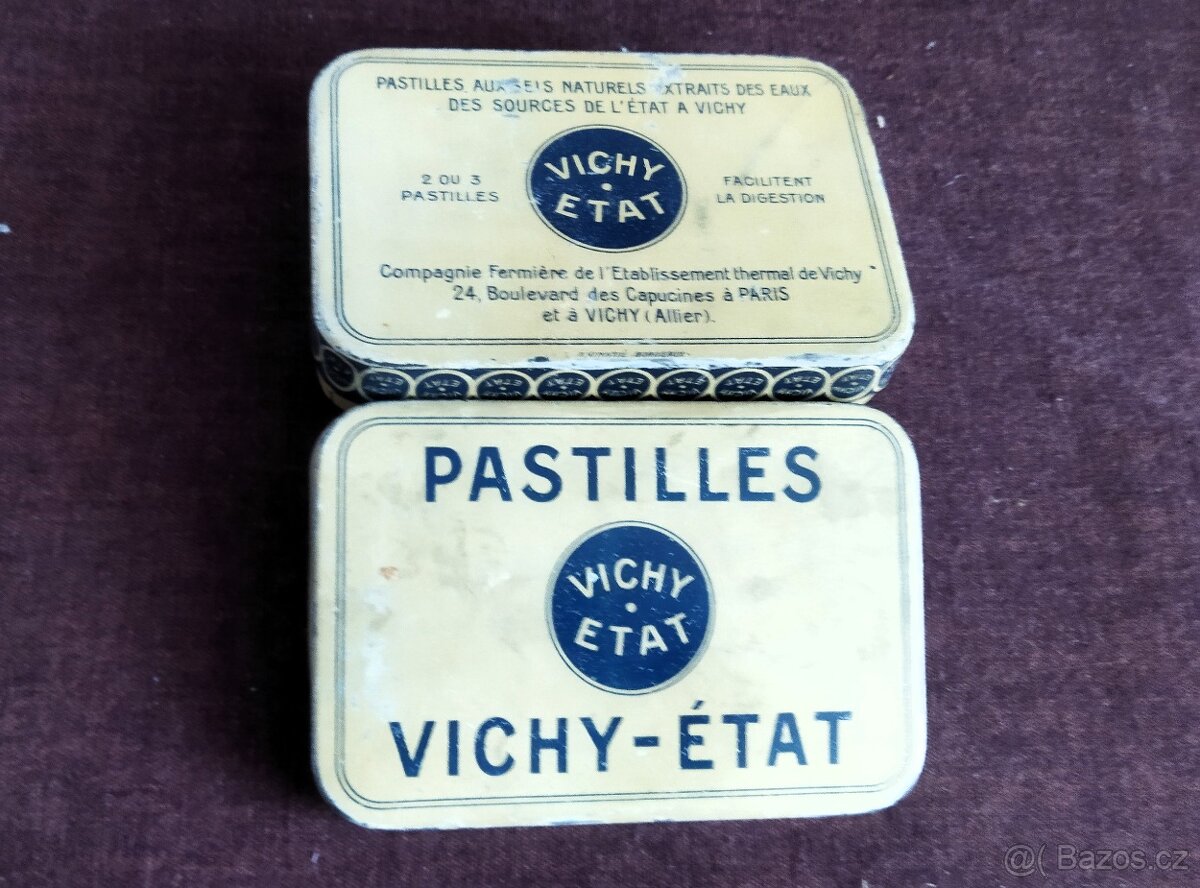 PASTILLES AUX SELS NATURELS EXTRAITS DES EAUX
DES SOURCES DE L'ÉTAT A VICHY
2 OU 3
PASTILLES
VICHY
ETAT
FACILITENT
LA DIGESTION
Compagnie Fermière de l'Etablissement thermal de Vichy
24, Boulevard des Capucines à PARIS
et à VICHY (Allier).
BORDEAUX
PASTILLES
VICHY
ETAT
VICHY-ÉTAT
@( Bazos.cz